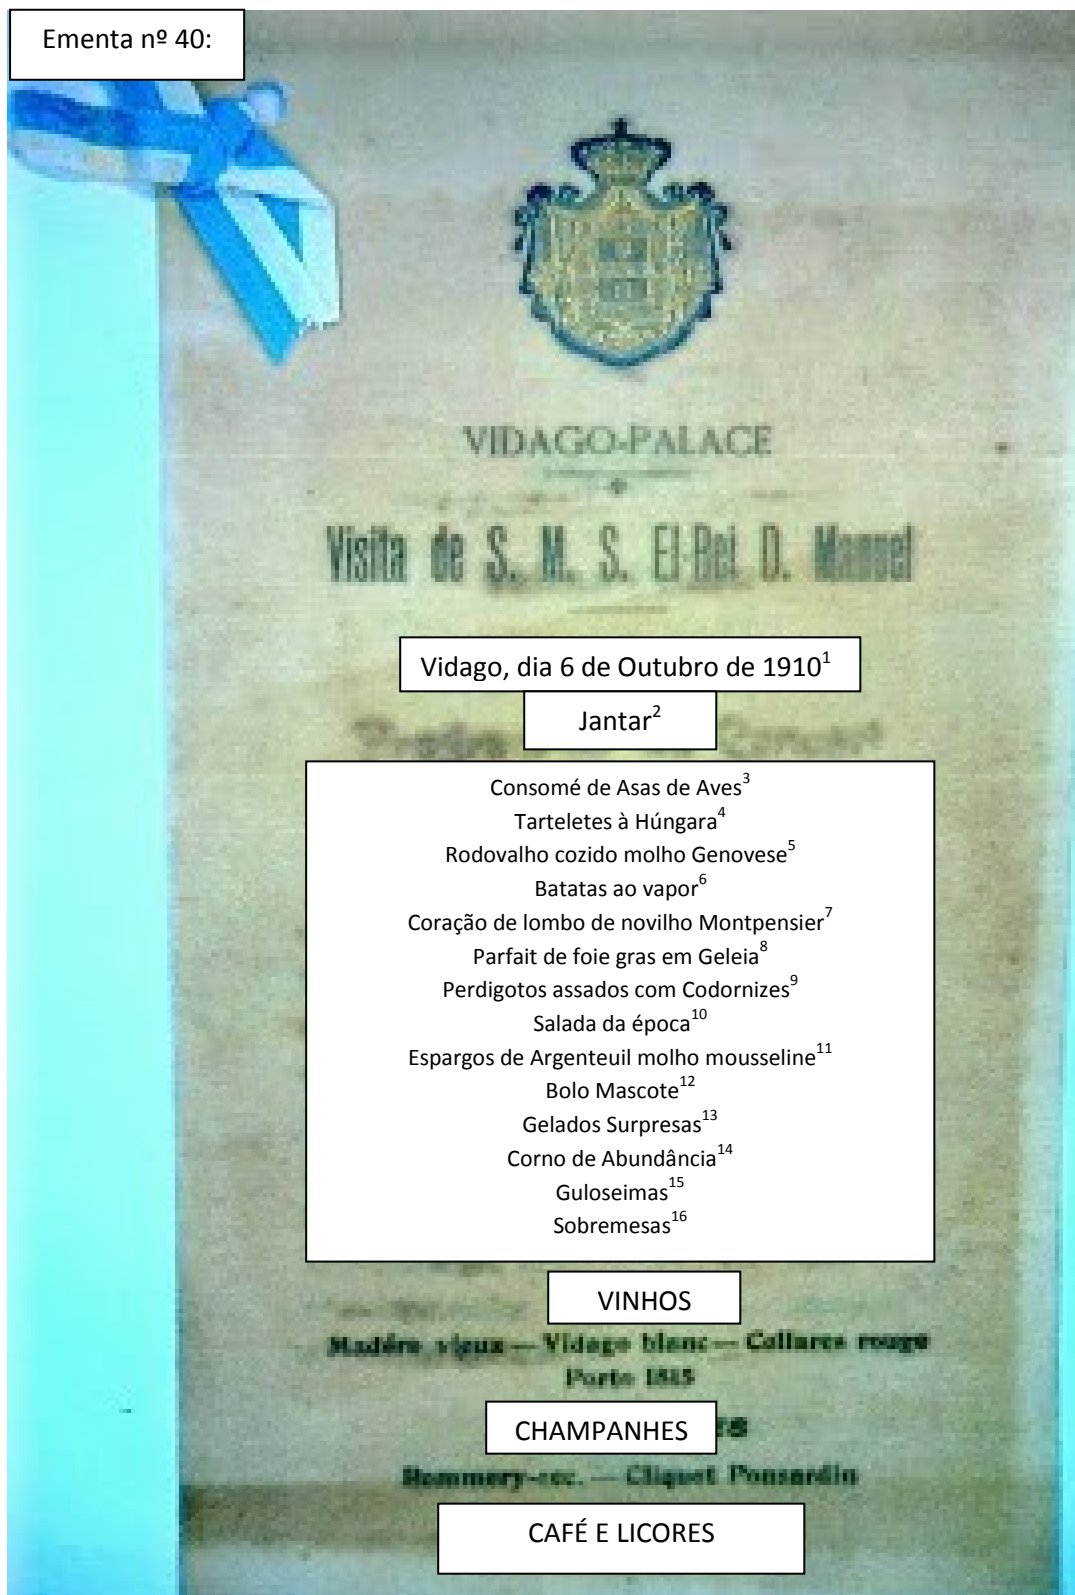 Ementa nº 40:
VIDAGO-PALACE
Visita de S. M. S. El-Rei D. Manuel
Vidago, dia 6 de Outubro de 1910¹
Jantar²
Consomé de Asas de Aves³
Tarteletes à Húngara⁴
Rodovalho cozido molho Genovese⁵
Batatas ao vapor⁶
Coração de lombo de novilho Montpensier⁷
Parfait de foie gras em Geleia⁸
Perdigotos assados com Codornizes⁹
Salada da época¹⁰
Espargos de Argenteuil molho mousseline¹¹
Bolo Mascote¹²
Gelados Surpresas¹³
Corno de Abundância¹⁴
Guloseimas¹⁵
Sobremesas¹⁶
VINHOS
Madére vieux — Vidago blanc — Collares rouge
Porto 1815
CHAMPANHES
Pommery-sec. — Cliquot Ponsardin
CAFÉ E LICORES